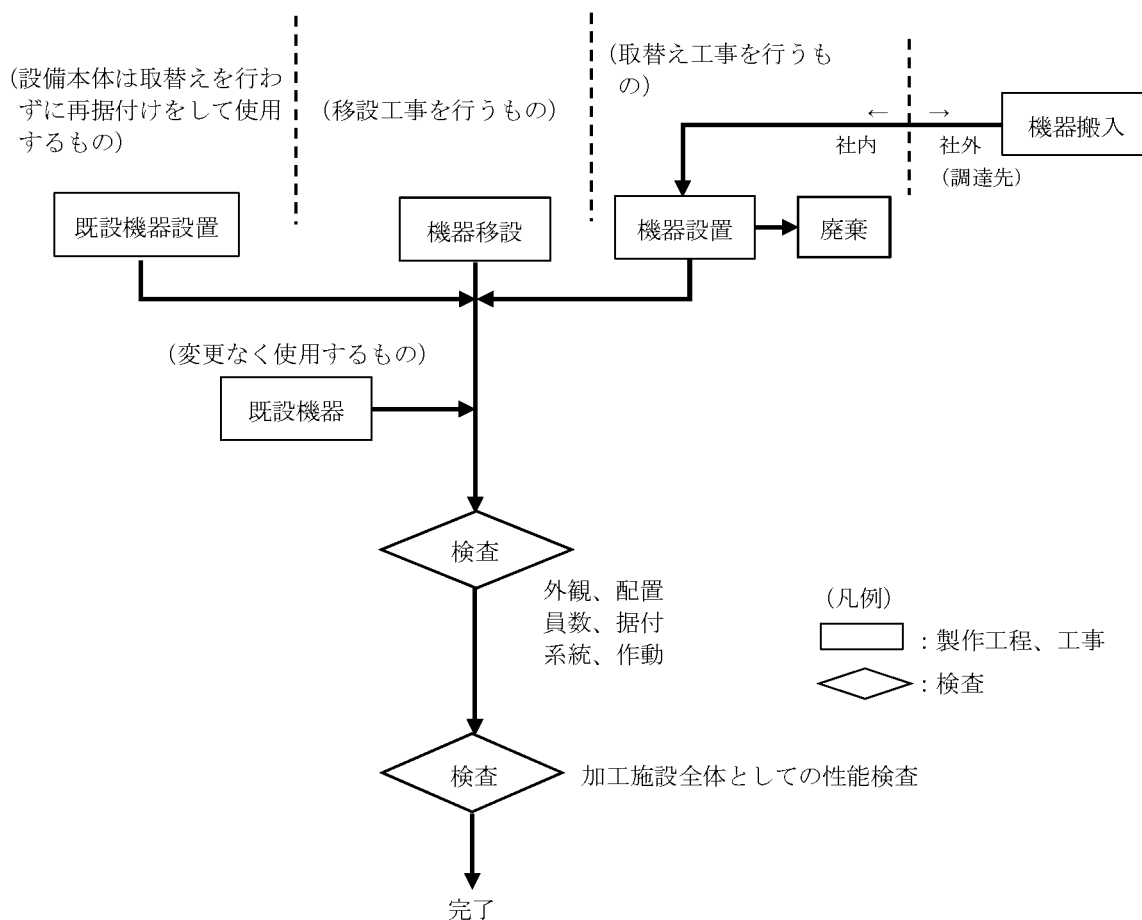 (設備本体は取替えを行わ
ずに再据付けをして使用
するもの)
(移設工事を行うもの)
(取替え工事を行うも
の)
← →
社内 社外
(調達先)
機器搬入
既設機器設置
機器移設
機器設置
廃棄
(変更なく使用するもの)
既設機器
検査
外観、配置
員数、据付
系統、作動
(凡例)
:製作工程、工事
:検査
検査
加工施設全体としての性能検査
完了